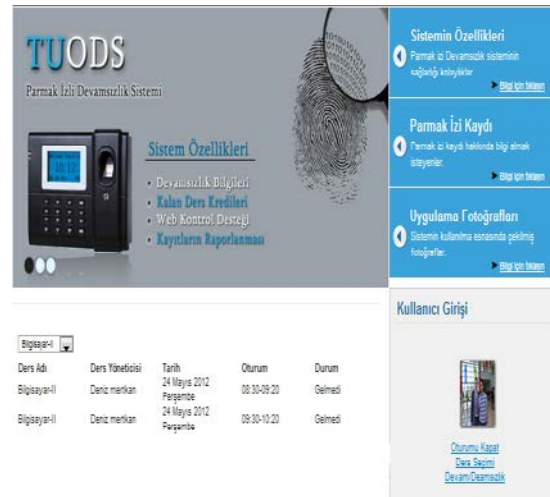 TUODS
Parmak İzli Devamsızlık Sistemi
Sistem Özellikleri
Devamsızlık Bilgileri
Kalan Ders Kredileri
Web Kontrol Desteği
Kayıtların Raporlanması
Sistemin Özellikleri
Parmak izi Devamsızlık sisteminin
sağladığı kolaylıklar
Bilgi için tıklayın
Parmak İzi Kaydı
Parmak izi kaydı hakkında bilgi almak
isteyenler.
Bilgi için tıklayın
Uygulama Fotoğrafları
Sistemin kullanılma esnasında çekilmiş
fotoğraflar.
Bilgi için tıklayın
Kullanıcı Girişi
Oturumu Kapat
Ders Seçimi
Devam/Deamsızlık
Bilgisayar-II
Ders Adı Ders Yöneticisi Tarih Oturum Durum
Bilgisayar-II Deniz mertkan 24 Mayıs 2012 Perşembe 08:30-09:20 Gelmedi
Bilgisayar-II Deniz mertkan 24 Mayıs 2012 Perşembe 09:30-10:20 Gelmedi